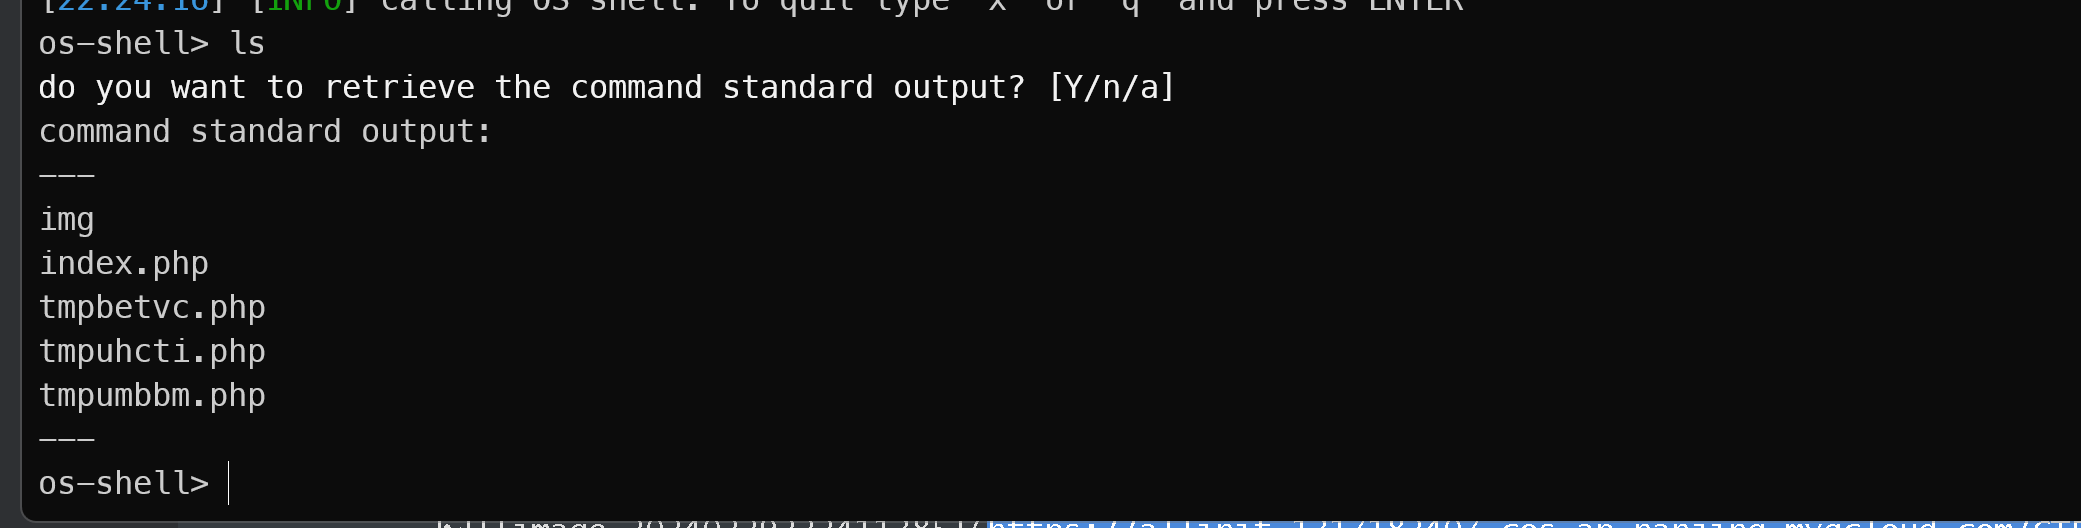 [22:24:16] [INFO] calling OS shell. To quit type 'x' or 'q' and press ENTER
os-shell> ls
do you want to retrieve the command standard output? [Y/n/a]
command standard output:
---
img
index.php
tmpbetvc.php
tmpuhcti.php
tmpumbbm.php
---
os-shell>